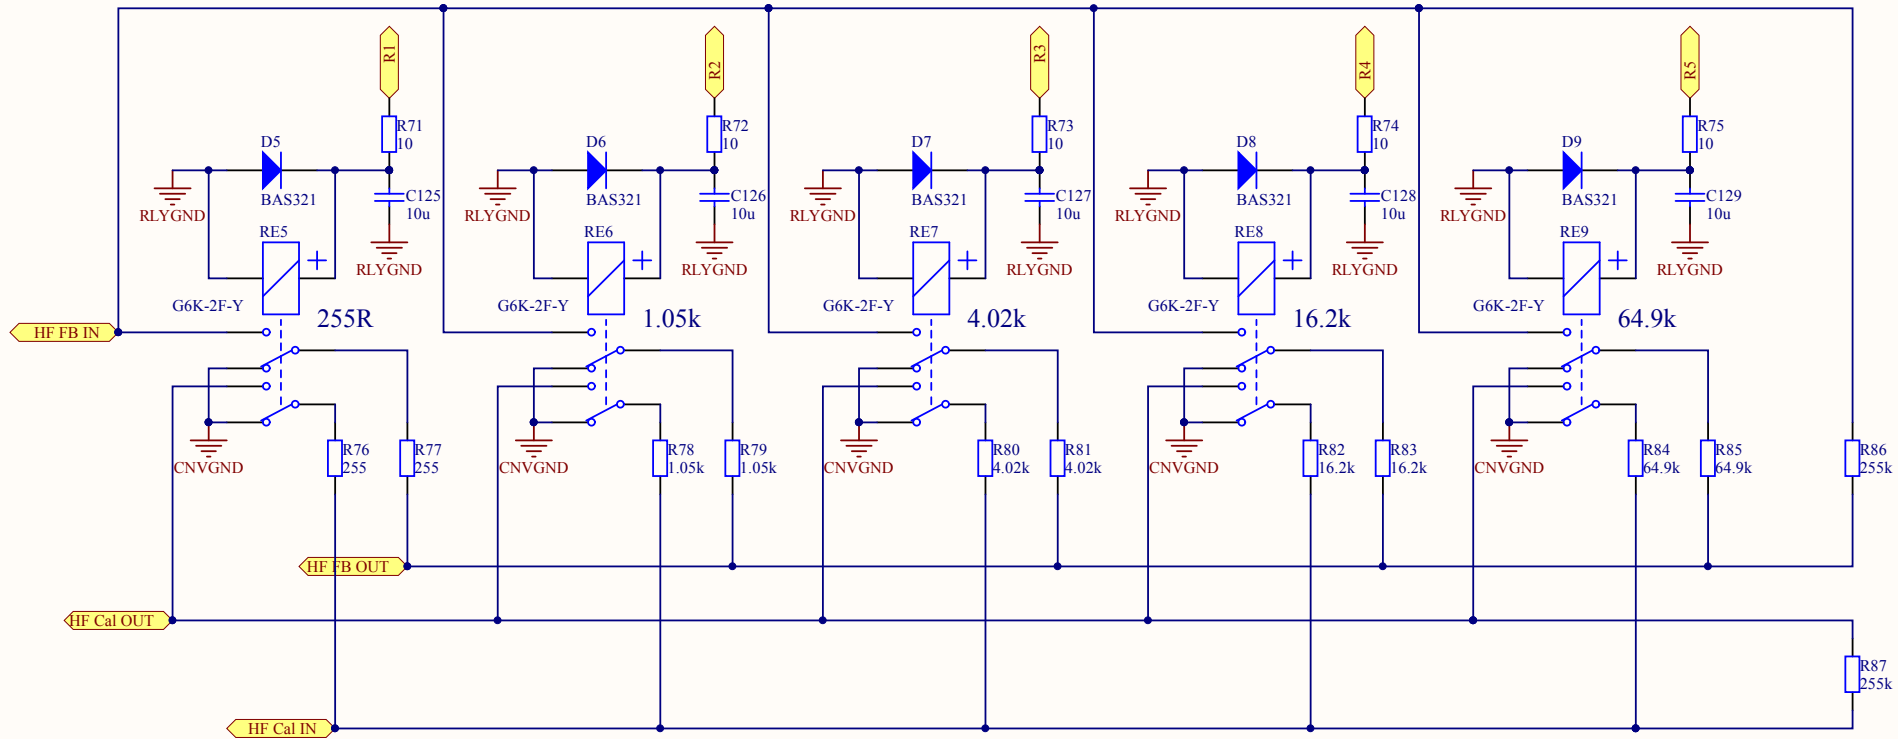 R1
R2
R3
R4
R5
R71
10
R72
10
R73
10
R74
10
R75
10
D5
D6
D7
D8
D9
BAS321
BAS321
BAS321
BAS321
BAS321
C125
10u
C126
10u
C127
10u
C128
10u
C129
10u
RLYGND
RLYGND
RLYGND
RLYGND
RLYGND
RE5
RE6
RE7
RE8
RE9
+
+
+
+
+
RLYGND
RLYGND
RLYGND
RLYGND
RLYGND
G6K-2F-Y
G6K-2F-Y
G6K-2F-Y
G6K-2F-Y
G6K-2F-Y
255R
1.05k
4.02k
16.2k
64.9k
HF FB IN
R76
255
R77
255
R78
1.05k
R79
1.05k
R80
4.02k
R81
4.02k
R82
16.2k
R83
16.2k
R84
64.9k
R85
64.9k
R86
255k
CNVGND
CNVGND
CNVGND
CNVGND
CNVGND
HF FB OUT
HF Cal OUT
R87
255k
HF Cal IN